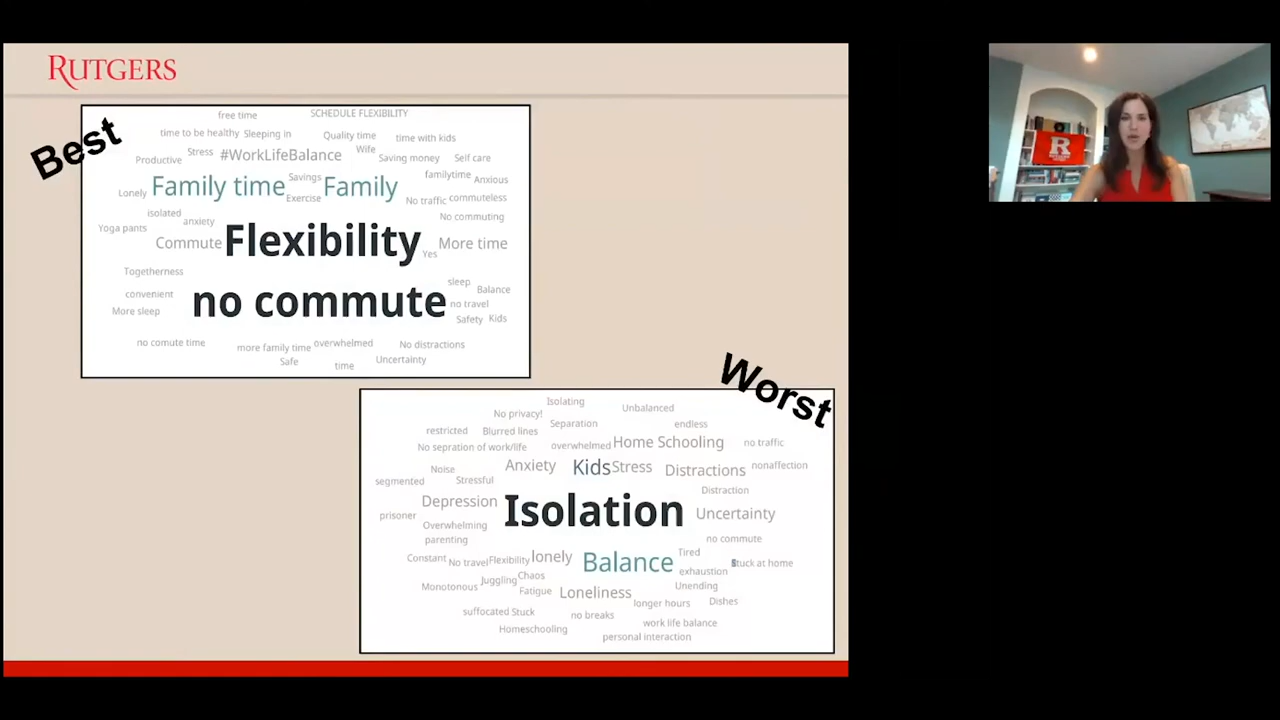 RUTGERS
Best
free time SCHEDULE FLEXIBILITY
time to be healthy Sleeping in Quality time time with kids
Productive Stress #WorkLifeBalance Wife Saving money Self care
Lonely Family time Savings Family familytime Anxious
Exercise No traffic commuteless
isolated anxiety No commuting
Yoga pants Commute Flexibility Yes More time
Togetherness sleep
convenient no commute Balance
More sleep no travel
Safety Kids
no comute time more family time overwhelmed No distractions
Safe time Uncertainty
Worst
Isolating
No privacy! Unbalanced
restricted Blurred lines Separation endless
No sepration of work/life overwhelmed Home Schooling no traffic
Noise Anxiety Kids Stress Distractions nonaffection
segmented Stressful Distraction
Depression Isolation Uncertainty
prisoner Overwhelming
parenting no commute
Constant No travel Flexibility lonely Balance Tired Stuck at home
Monotonous Juggling Chaos exhaustion
Fatigue Loneliness Unending
longer hours Dishes
suffocated Stuck no breaks work life balance
Homeschooling personal interaction
R